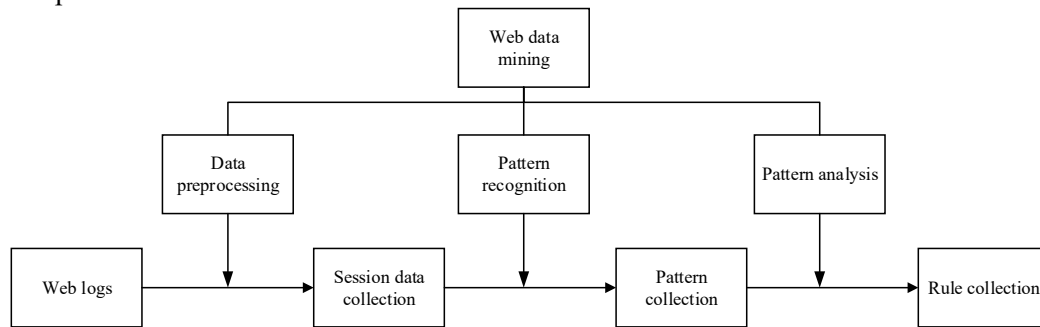 Web data
mining
Data
preprocessing
Pattern
recognition
Pattern analysis
Web logs
Session data
collection
Pattern
collection
Rule collection